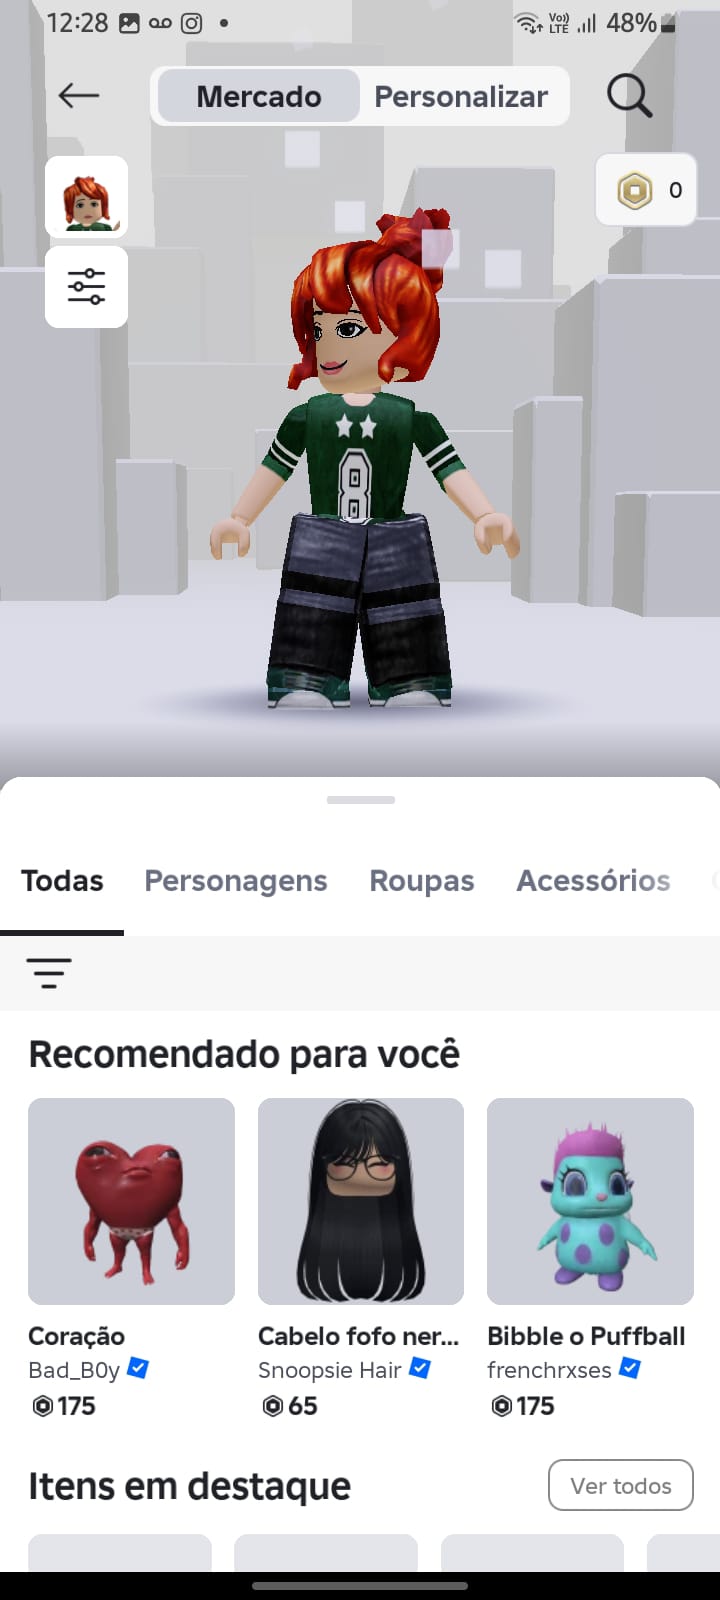 12:28
Vo))
LTE
48%
Mercado
Personalizar
0
8
Todas
Personagens
Roupas
Acessórios
Recomendado para você
Coração
Bad_B0y
175
Cabelo fofo ner...
Snoopsie Hair
65
Bibble o Puffball
frenchrxses
175
Itens em destaque
Ver todos